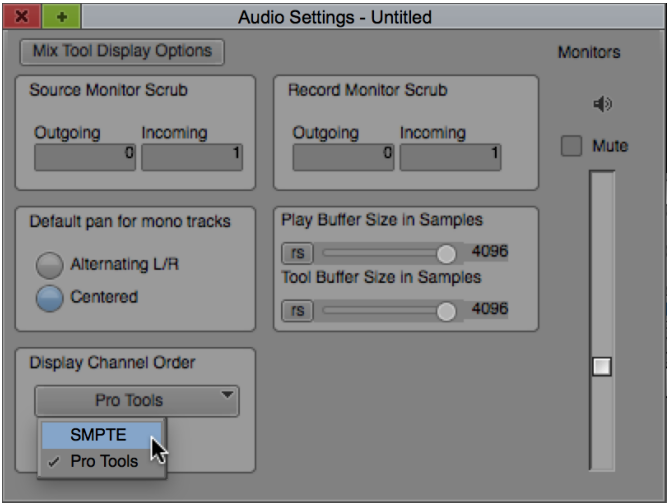 Audio Settings - Untitled
Mix Tool Display Options
Monitors
Source Monitor Scrub
Outgoing Incoming
0 1
Record Monitor Scrub
Outgoing Incoming
0 1
Mute
Default pan for mono tracks
Alternating L/R
Centered
Play Buffer Size in Samples
rs 4096
Tool Buffer Size in Samples
rs 4096
Display Channel Order
Pro Tools
SMPTE
✓ Pro Tools